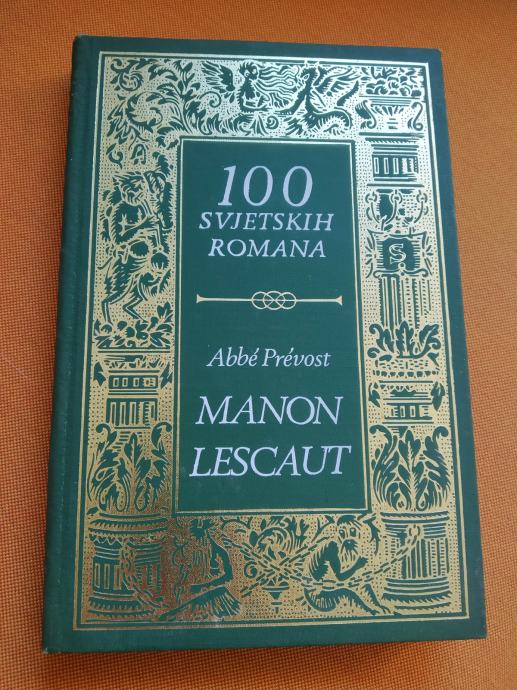 100
SVJETSKIH
ROMANA
Abbé Prévost
MANON
LESCAUT
S